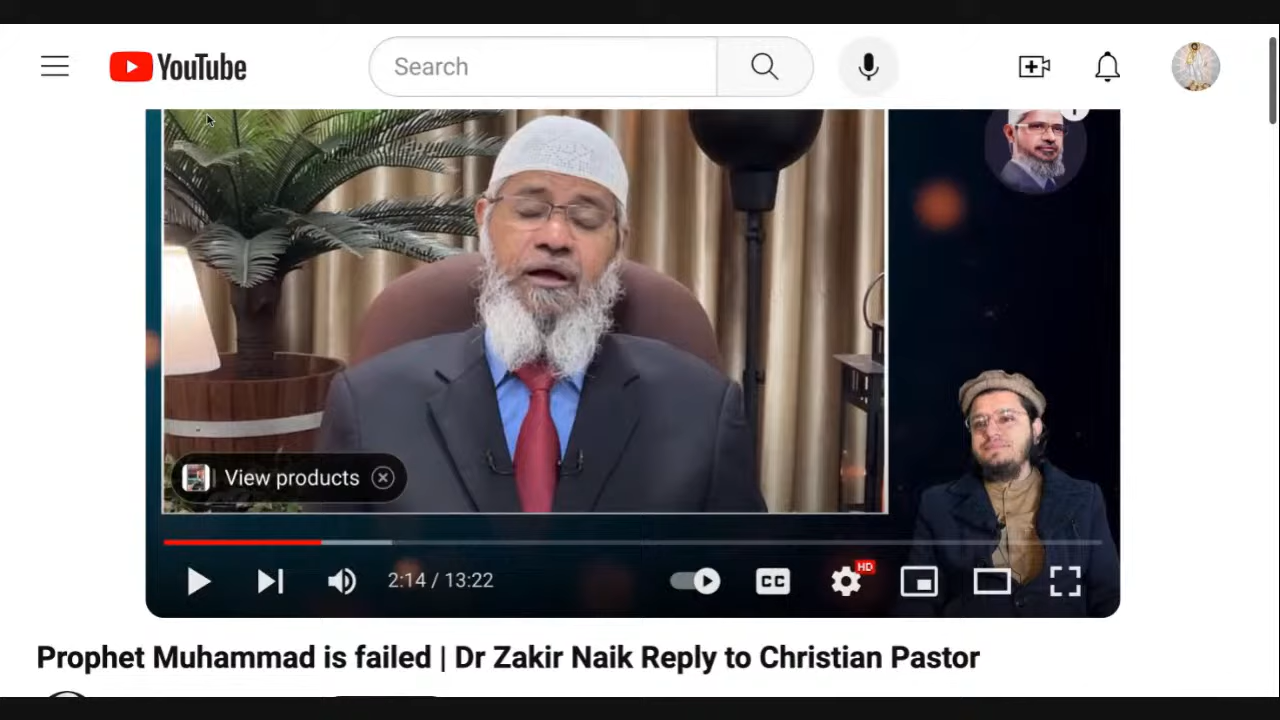 YouTube
Search
View products
2:14 / 13:22
CC
HD
Prophet Muhammad is failed | Dr Zakir Naik Reply to Christian Pastor